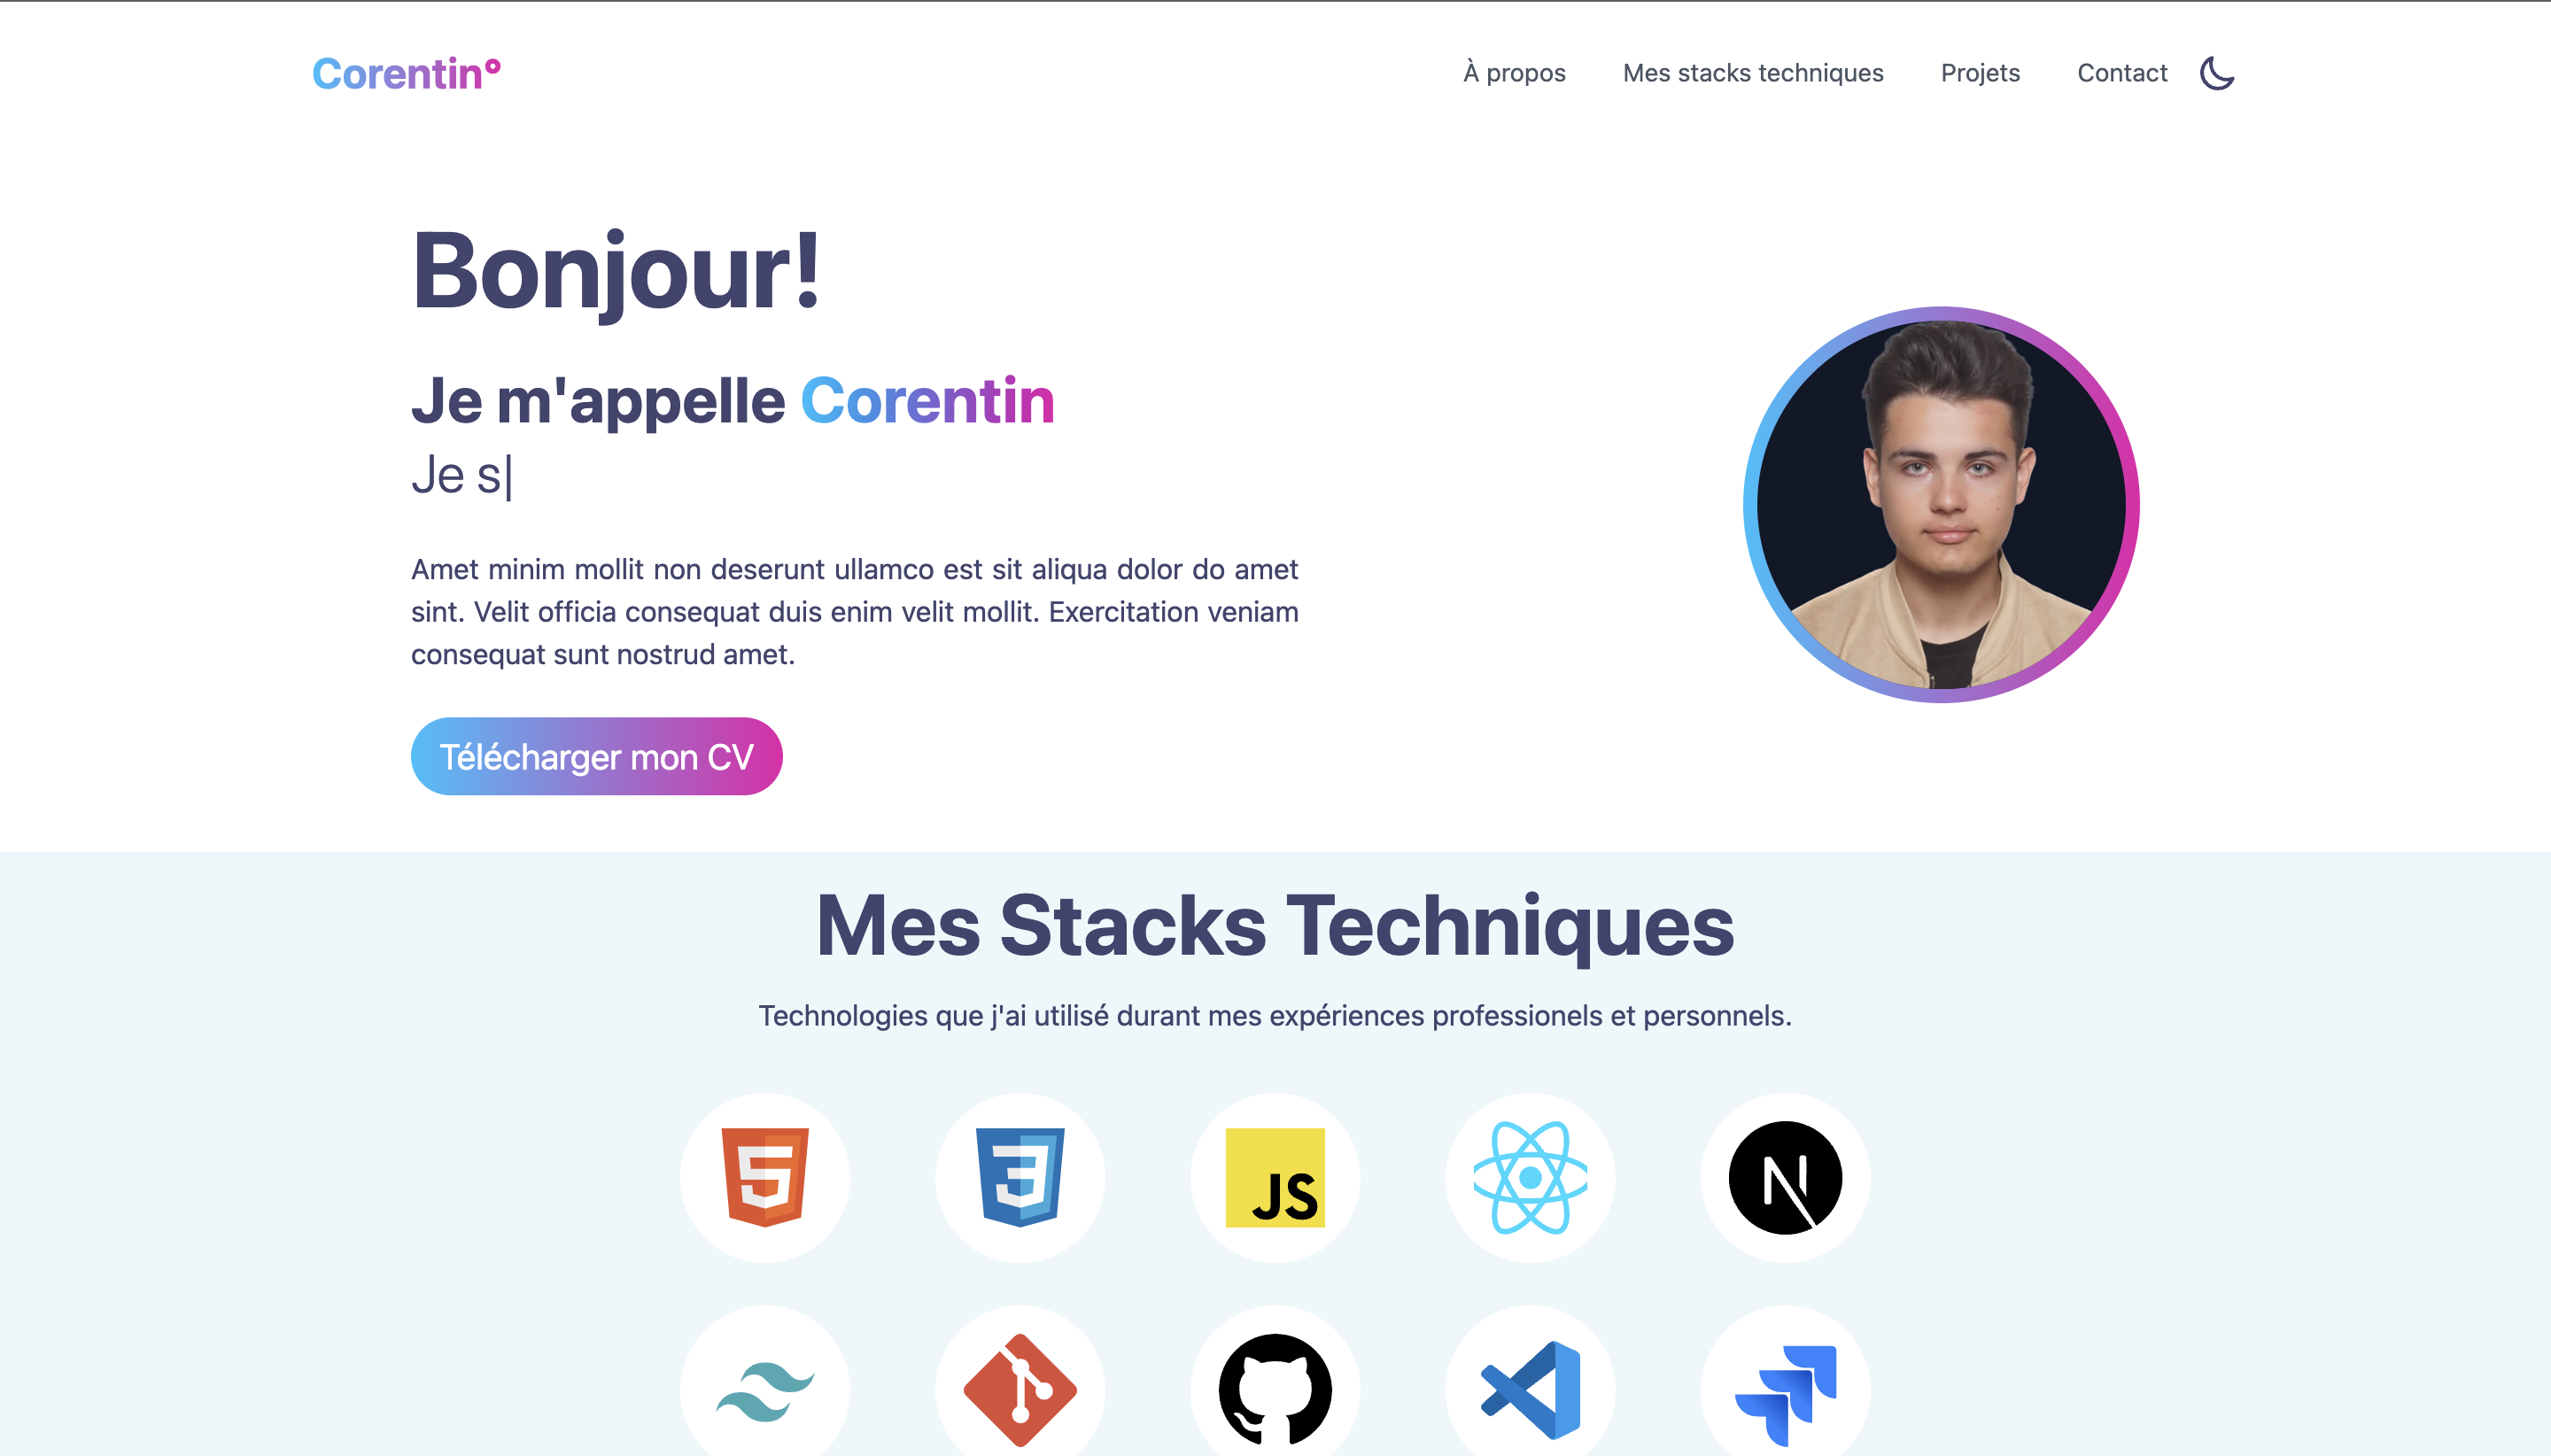 Corentin°
À propos Mes stacks techniques Projets Contact
Bonjour!
Je m'appelle Corentin
Je s|
Amet minim mollit non deserunt ullamco est sit aliqua dolor do amet
sint. Velit officia consequat duis enim velit mollit. Exercitation veniam
consequat sunt nostrud amet.
Télécharger mon CV
Mes Stacks Techniques
Technologies que j'ai utilisé durant mes expériences professionels et personnels.
5 3 JS N